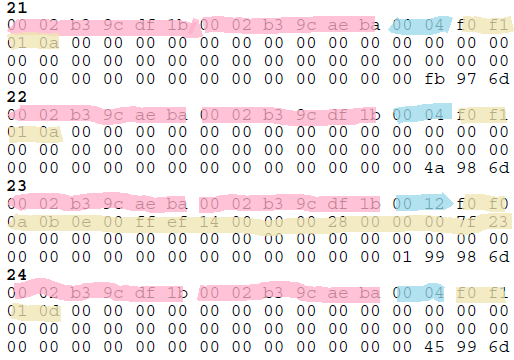 21
00 02 b3 9c df 1b 00 02 b3 9c ae ba 00 04 f0 f1
01 0a 00 00 00 00 00 00 00 00 00 00 00 00 00 00
00 00 00 00 00 00 00 00 00 00 00 00 00 00 00 00
00 00 00 00 00 00 00 00 00 00 00 00 00 fb 97 6d
22
00 02 b3 9c ae ba 00 02 b3 9c df 1b 00 04 f0 f1
01 0a 00 00 00 00 00 00 00 00 00 00 00 00 00 00
00 00 00 00 00 00 00 00 00 00 00 00 00 00 00 00
00 00 00 00 00 00 00 00 00 00 00 00 00 4a 98 6d
23
00 02 b3 9c ae ba 00 02 b3 9c df 1b 00 12 f0 f0
0a 0b 0e 00 ff ef 14 00 00 00 28 00 00 00 7f 23
00 00 00 00 00 00 00 00 00 00 00 00 00 00 00 00
00 00 00 00 00 00 00 00 00 00 00 00 01 99 98 6d
24
00 02 b3 9c df 1b 00 02 b3 9c ae ba 00 04 f0 f1
01 0d 00 00 00 00 00 00 00 00 00 00 00 00 00 00
00 00 00 00 00 00 00 00 00 00 00 00 00 00 00 00
00 00 00 00 00 00 00 00 00 00 00 00 00 45 99 6d